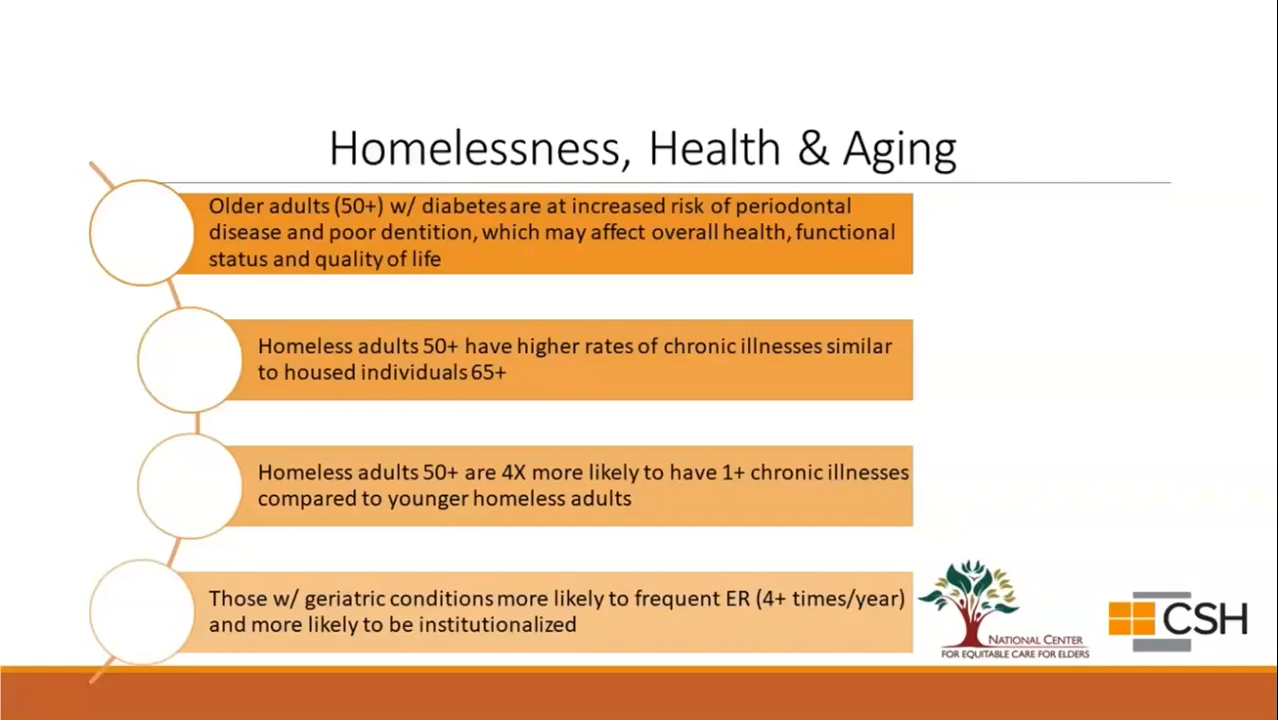 Homelessness, Health & Aging
Older adults (50+) w/ diabetes are at increased risk of periodontal
disease and poor dentition, which may affect overall health, functional
status and quality of life
Homeless adults 50+ have higher rates of chronic illnesses similar
to housed individuals 65+
Homeless adults 50+ are 4X more likely to have 1+ chronic illnesses
compared to younger homeless adults
Those w/ geriatric conditions more likely to frequent ER (4+ times/year)
and more likely to be institutionalized
NATIONAL CENTER
FOR EQUITABLE CARE FOR ELDERS
CSH